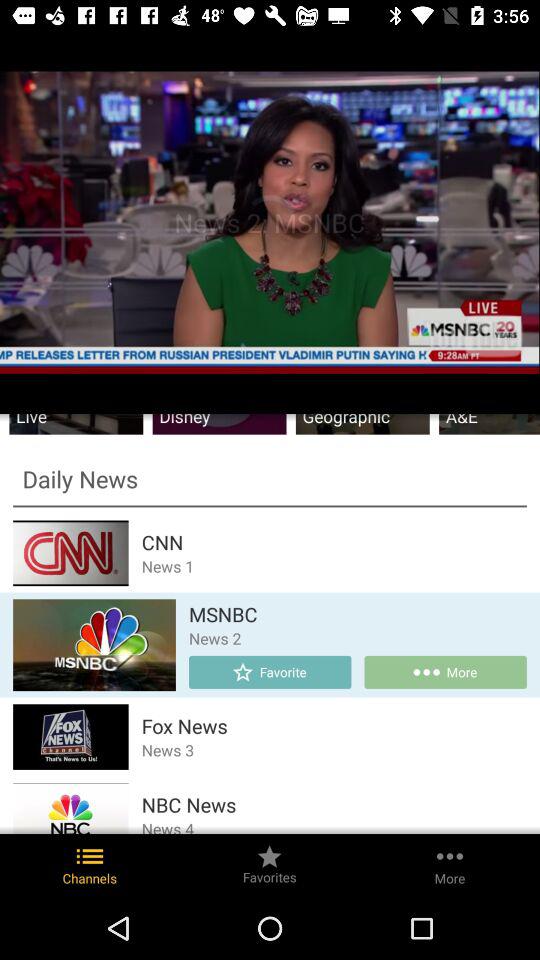 48°
3:56
News 2: MSNBC
LIVE
MSNBC 20 YEARS
MP RELEASES LETTER FROM RUSSIAN PRESIDENT VLADIMIR PUTIN SAYING H
9:28AM PT
Live
Disney
Geographic
A&E
Daily News
CNN
CNN
News 1
MSNBC
MSNBC
News 2
Favorite
More
FOX NEWS
Channel
That's News to Us!
Fox News
News 3
NBC
NBC News
News 4
Channels
Favorites
More